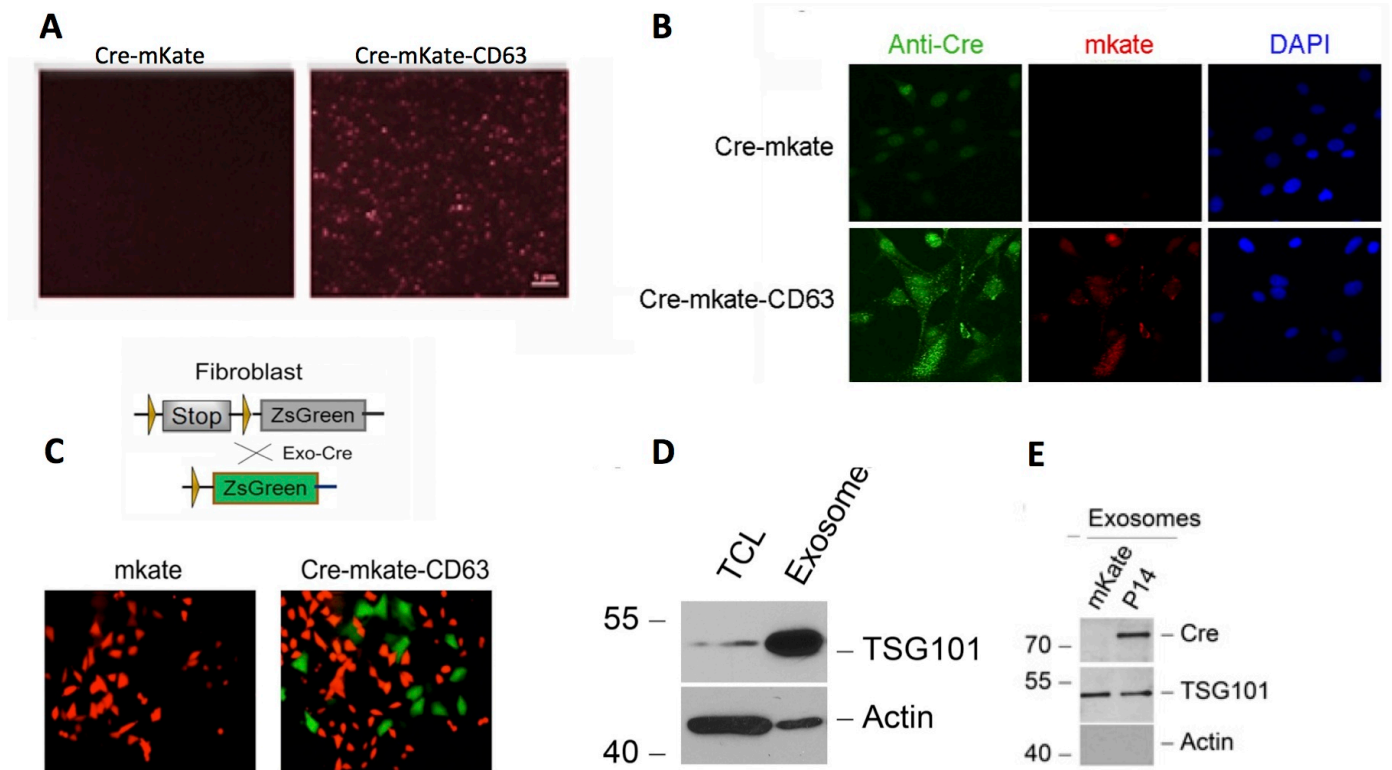 A
Cre-mKate
Cre-mKate-CD63
5 µm
B
Anti-Cre
mkate
DAPI
Cre-mkate
Cre-mkate-CD63
Fibroblast
Stop
ZsGreen
C
Exo-Cre
ZsGreen
mkate
Cre-mkate-CD63
D
TCL
Exosome
55 –
– TSG101
– Actin
40 –
E
Exosomes
mKate
P14
– Cre
70 –
55 –
– TSG101
– Actin
40 –